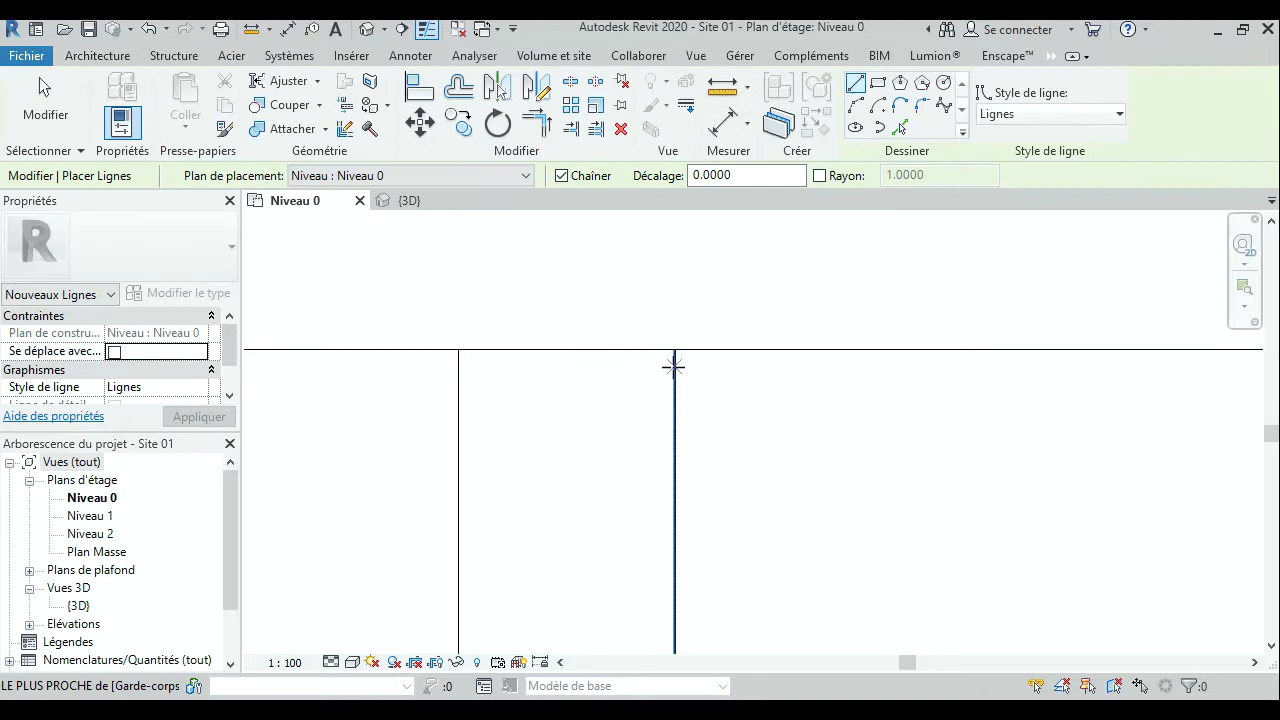 Autodesk Revit 2020 - Site 01 - Plan d'étage: Niveau 0
Se connecter
Fichier Architecture Structure Acier Systèmes Insérer Annoter Analyser Volume et site Collaborer Vue Gérer Compléments BIM Lumion® Enscape™
Modifier
Coller
Ajuster
Couper
Attacher
Style de ligne:
Lignes
Sélectionner Propriétés Presse-papiers Géométrie Modifier Vue Mesurer Créer Dessiner Style de ligne
Modifier | Placer Lignes Plan de placement: Niveau : Niveau 0 Chaîner Décalage: 0.0000 Rayon: 1.0000
Propriétés
Niveau 0 {3D}
R
2D
Nouveaux Lignes Modifier le type
Contraintes
Plan de constru... Niveau : Niveau 0
Se déplace avec...
Graphismes
Style de ligne Lignes
Aide des propriétés Appliquer
Arborescence du projet - Site 01
Vues (tout)
Plans d'étage
Niveau 0
Niveau 1
Niveau 2
Plan Masse
Plans de plafond
Vues 3D
{3D}
Elévations
Légendes
Nomenclatures/Quantités (tout)
1 : 100
LE PLUS PROCHE de [Garde-corps :0 Modèle de base :0